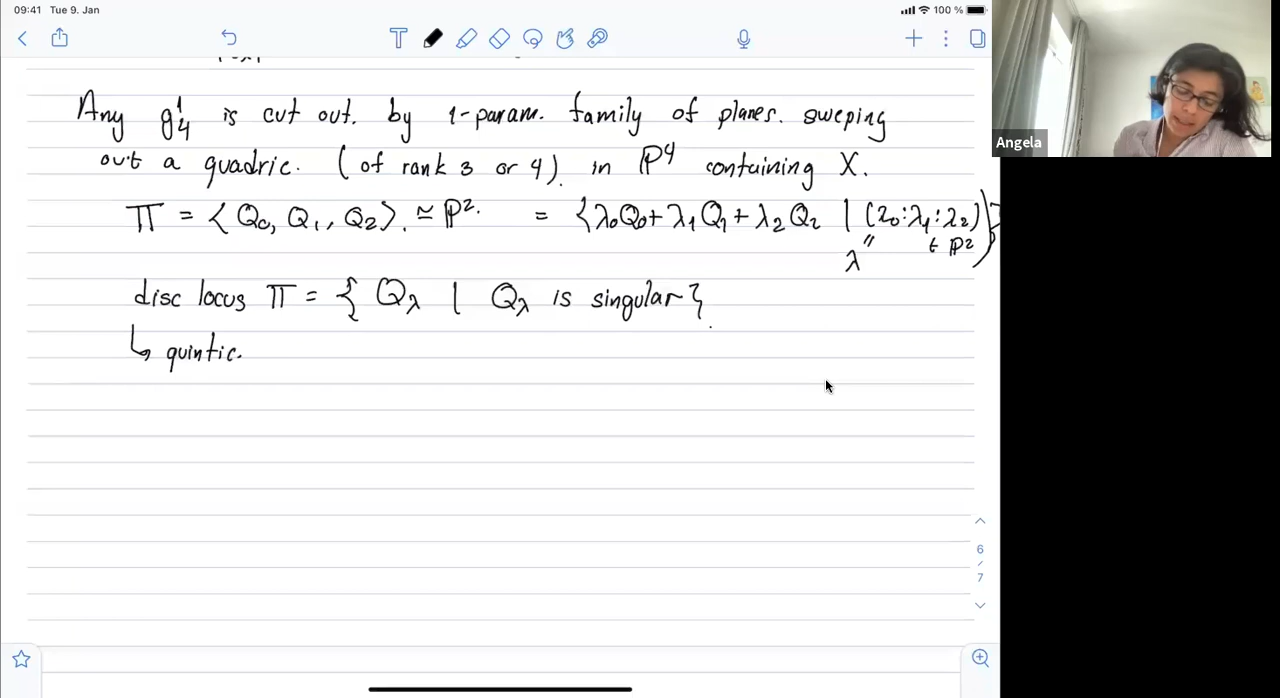 09:41 Tue 9. Jan
100 %
Angela
Any g¹₄ is cut out. by 1-param. family of planes. sweeping
out a quadric. (of rank 3 or 4). in ℙ⁴ containing X.
Π = ⟨Q₀, Q₁, Q₂⟩. ≃ ℙ². = {λ₀Q₀ + λ₁Q₁ + λ₂Q₂ | (λ₀:λ₁:λ₂)
λ " ∈ ℙ²
disc locus Π = { Q_λ | Q_λ is singular}.
↳ quintic.
6
/
7